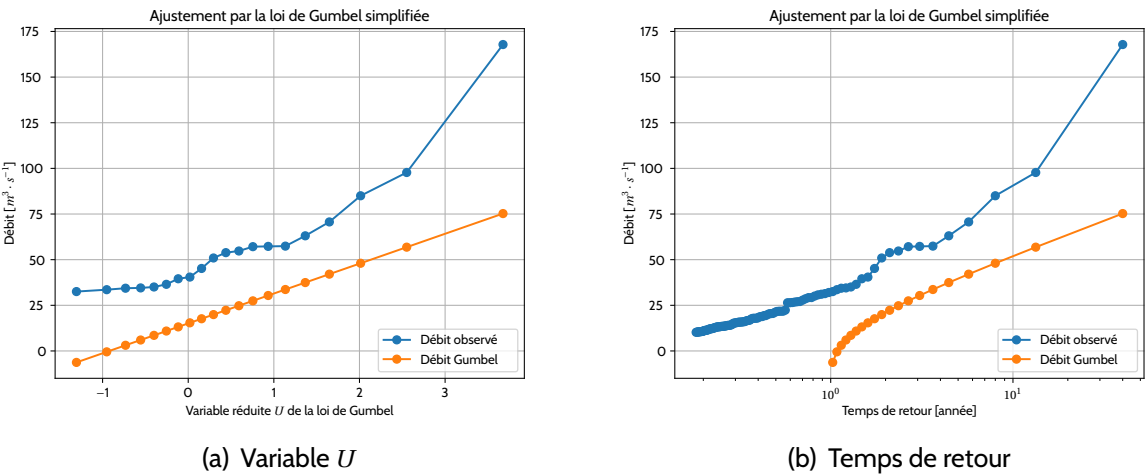 Ajustement par la loi de Gumbel simplifiée
175
150
125
100
75
50
25
0
Débit [m³ · s⁻¹]
−1
0
1
2
3
Variable réduite U de la loi de Gumbel
Débit observé
Débit Gumbel
(a) Variable U
Ajustement par la loi de Gumbel simplifiée
175
150
125
100
75
50
25
0
Débit [m³ · s⁻¹]
10⁰
10¹
Temps de retour [année]
Débit observé
Débit Gumbel
(b) Temps de retour